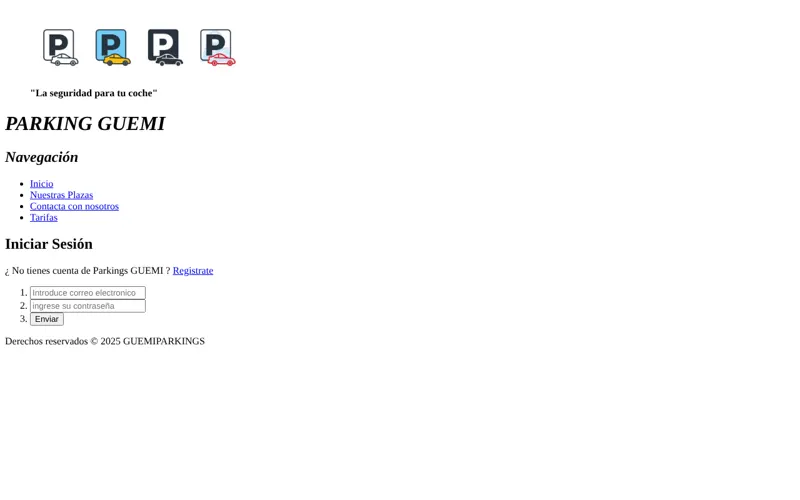 P P P P
"La seguridad para tu coche"
PARKING GUEMI
Navegación
Inicio
Nuestras Plazas
Contacta con nosotros
Tarifas
Iniciar Sesión
¿ No tienes cuenta de Parkings GUEMI ? Registrate
1. Introduce correo electronico
2. ingrese su contraseña
3. Enviar
Derechos reservados © 2025 GUEMIPARKINGS